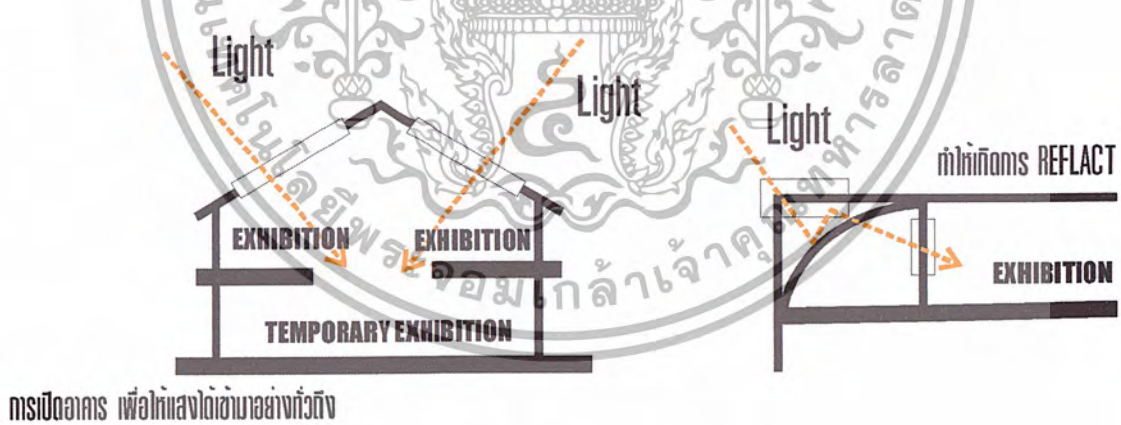 Light
Light
Light
ทำให้เกิดการ REFLACT
EXHIBITION
EXHIBITION
EXHIBITION
TEMPORARY EXHIBITION
การเปิดอาคาร เพื่อให้แสงได้เข้ามาอย่างทั่วถึง